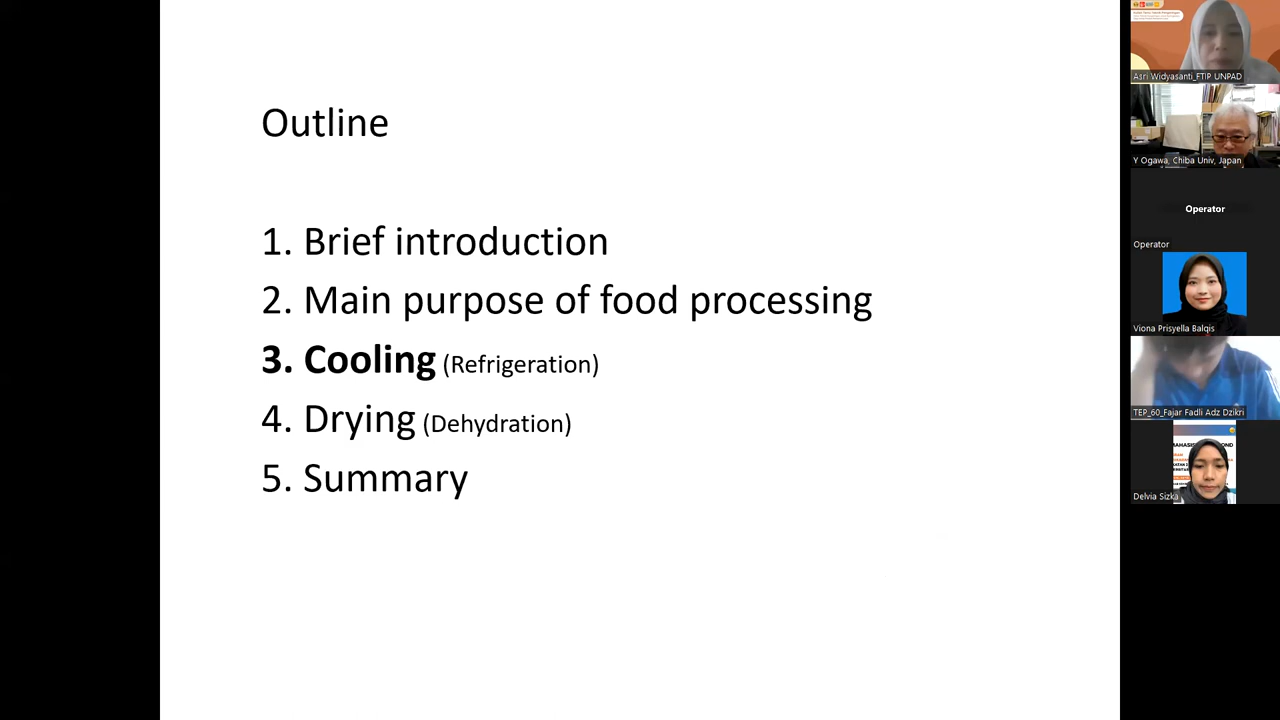 Outline
1. Brief introduction
2. Main purpose of food processing
3. Cooling (Refrigeration)
4. Drying (Dehydration)
5. Summary
Asri Widyasanti_FTIP UNPAD
Y Ogawa, Chiba Univ, Japan
Operator
Operator
Viona Prisyella Balqis
TEP_60_Fajar Fadli Adz Dzikri
Delvia Sizka